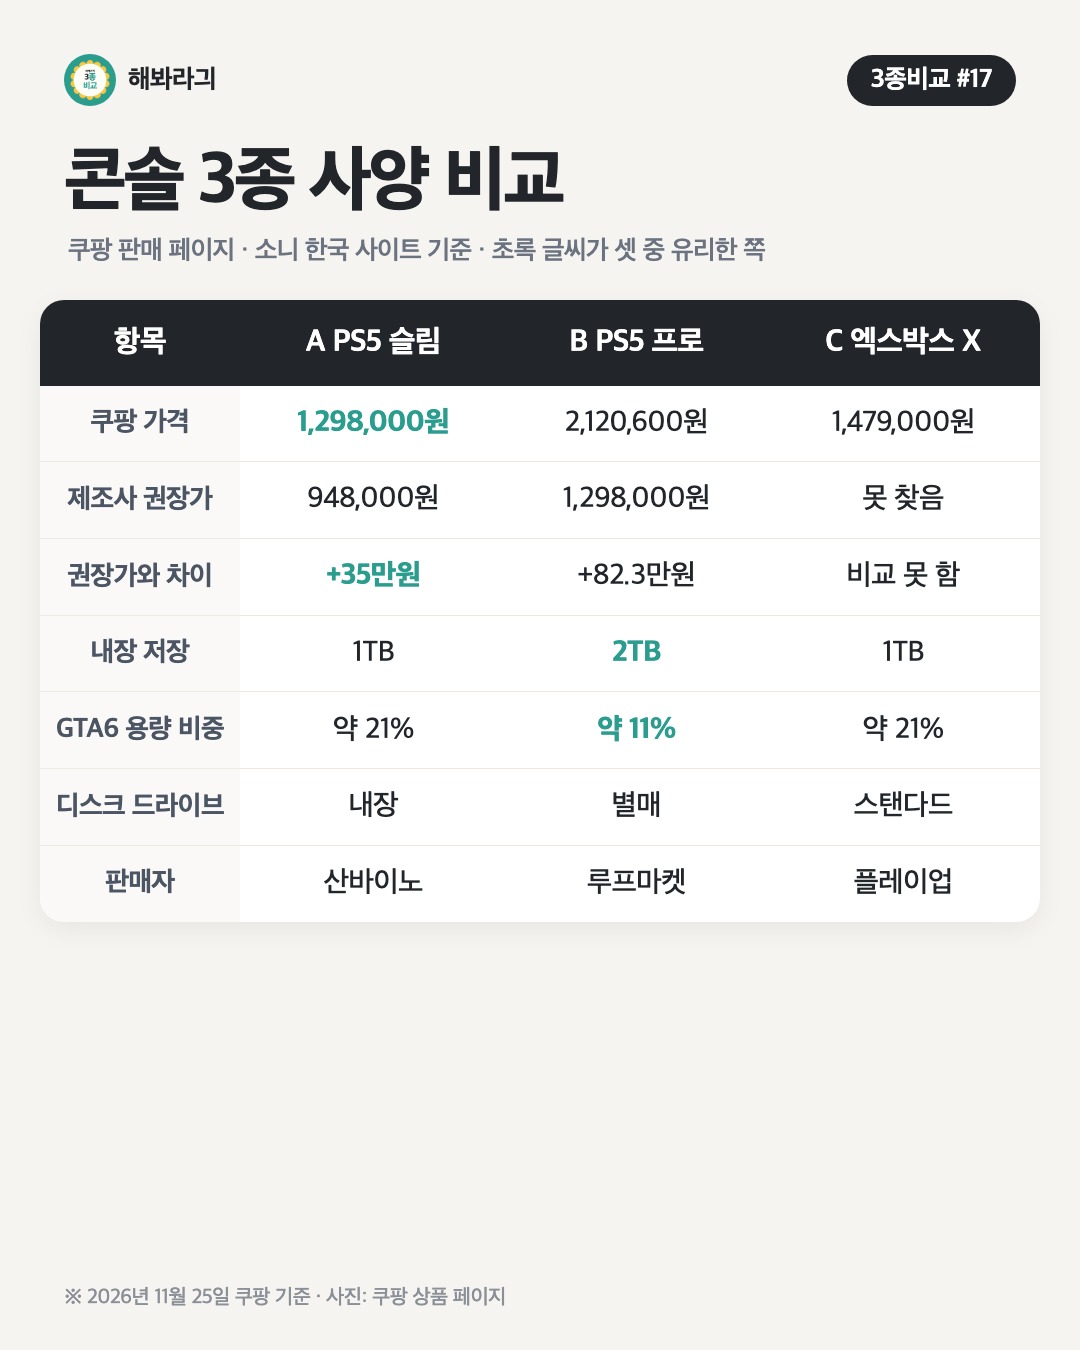 3종
비교
해봐라긔
3종비교 #17
콘솔 3종 사양 비교
쿠팡 판매 페이지 · 소니 한국 사이트 기준 · 초록 글씨가 셋 중 유리한 쪽
항목 A PS5 슬림 B PS5 프로 C 엑스박스 X
쿠팡 가격 1,298,000원 2,120,600원 1,479,000원
제조사 권장가 948,000원 1,298,000원 못 찾음
권장가와 차이 +35만원 +82.3만원 비교 못 함
내장 저장 1TB 2TB 1TB
GTA6 용량 비중 약 21% 약 11% 약 21%
디스크 드라이브 내장 별매 스탠다드
판매자 산바이노 루프마켓 플레이업
※ 2026년 11월 25일 쿠팡 기준 · 사진: 쿠팡 상품 페이지